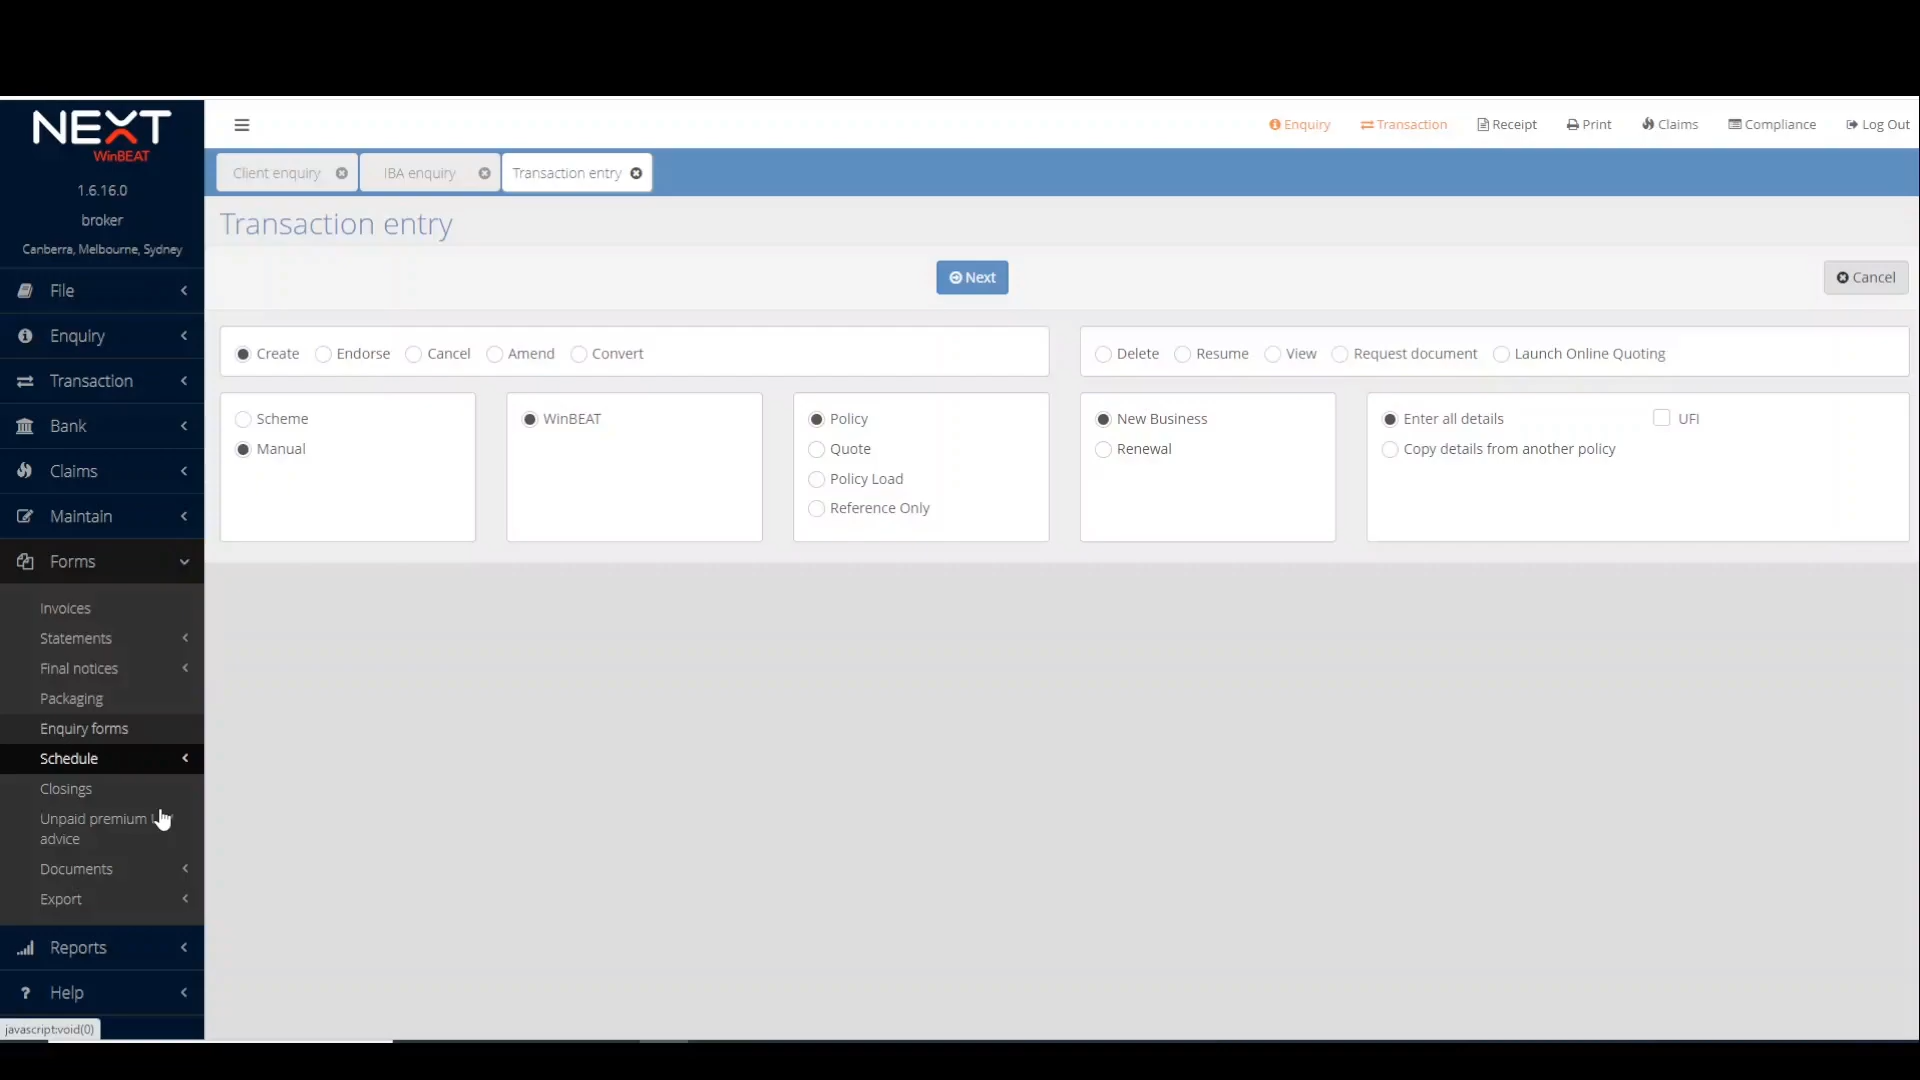 NEXT
WinBEAT
1.6.16.0
broker
Canberra, Melbourne, Sydney
File
Enquiry
Transaction
Bank
Claims
Maintain
Forms
Invoices
Statements
Final notices
Packaging
Enquiry forms
Schedule
Closings
Unpaid premium
advice
Documents
Export
Reports
Help
javascript:void(0)
Enquiry Transaction Receipt Print Claims Compliance Log Out
Client enquiry IBA enquiry Transaction entry
Transaction entry
Next Cancel
Create Endorse Cancel Amend Convert Delete Resume View Request document Launch Online Quoting
Scheme WinBEAT Policy New Business Enter all details UFI
Manual Quote Renewal Copy details from another policy
Policy Load
Reference Only